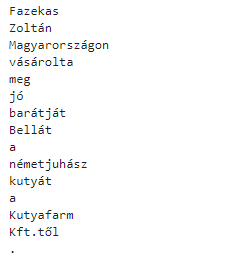 Fazekas
Zoltán
Magyarországon
vásárolta
meg
jó
barátját
Bellát
a
németjuhász
kutyát
a
Kutyafarm
Kft.től
.